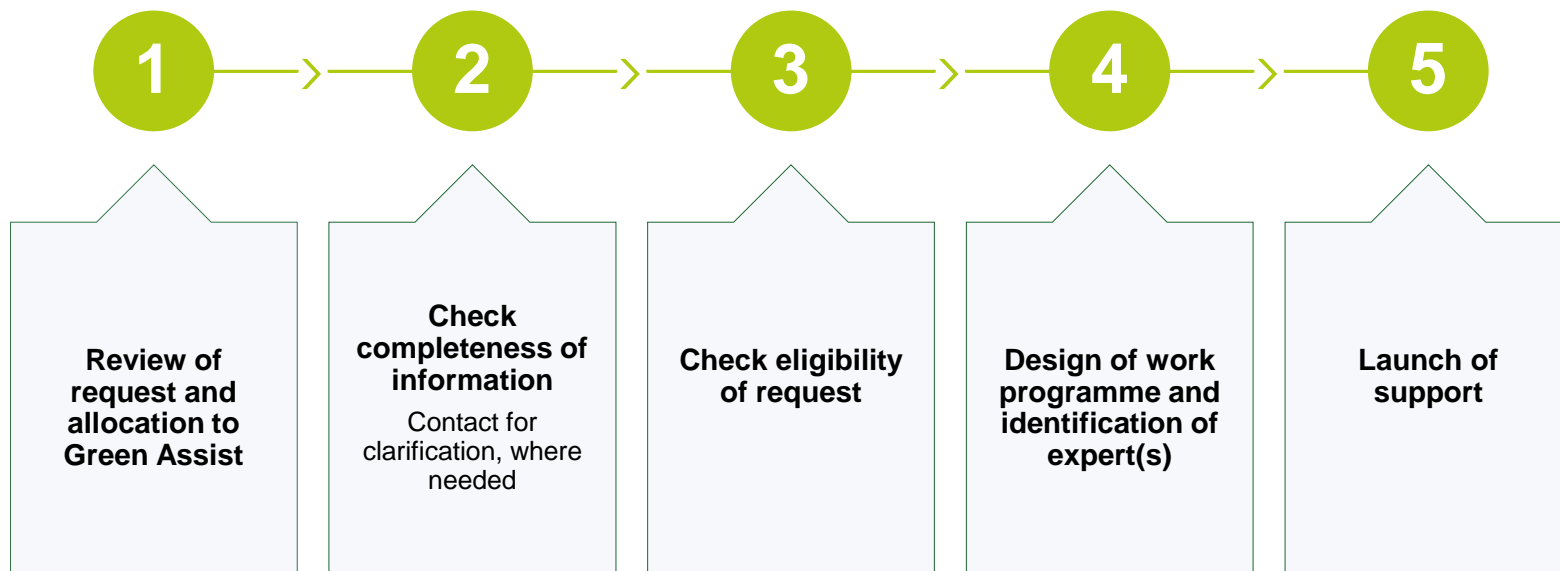 1
2
3
4
5
Review of
request and
allocation to
Green Assist
Check
completeness of
information
Contact for
clarification, where
needed
Check eligibility
of request
Design of work
programme and
identification of
expert(s)
Launch of
support